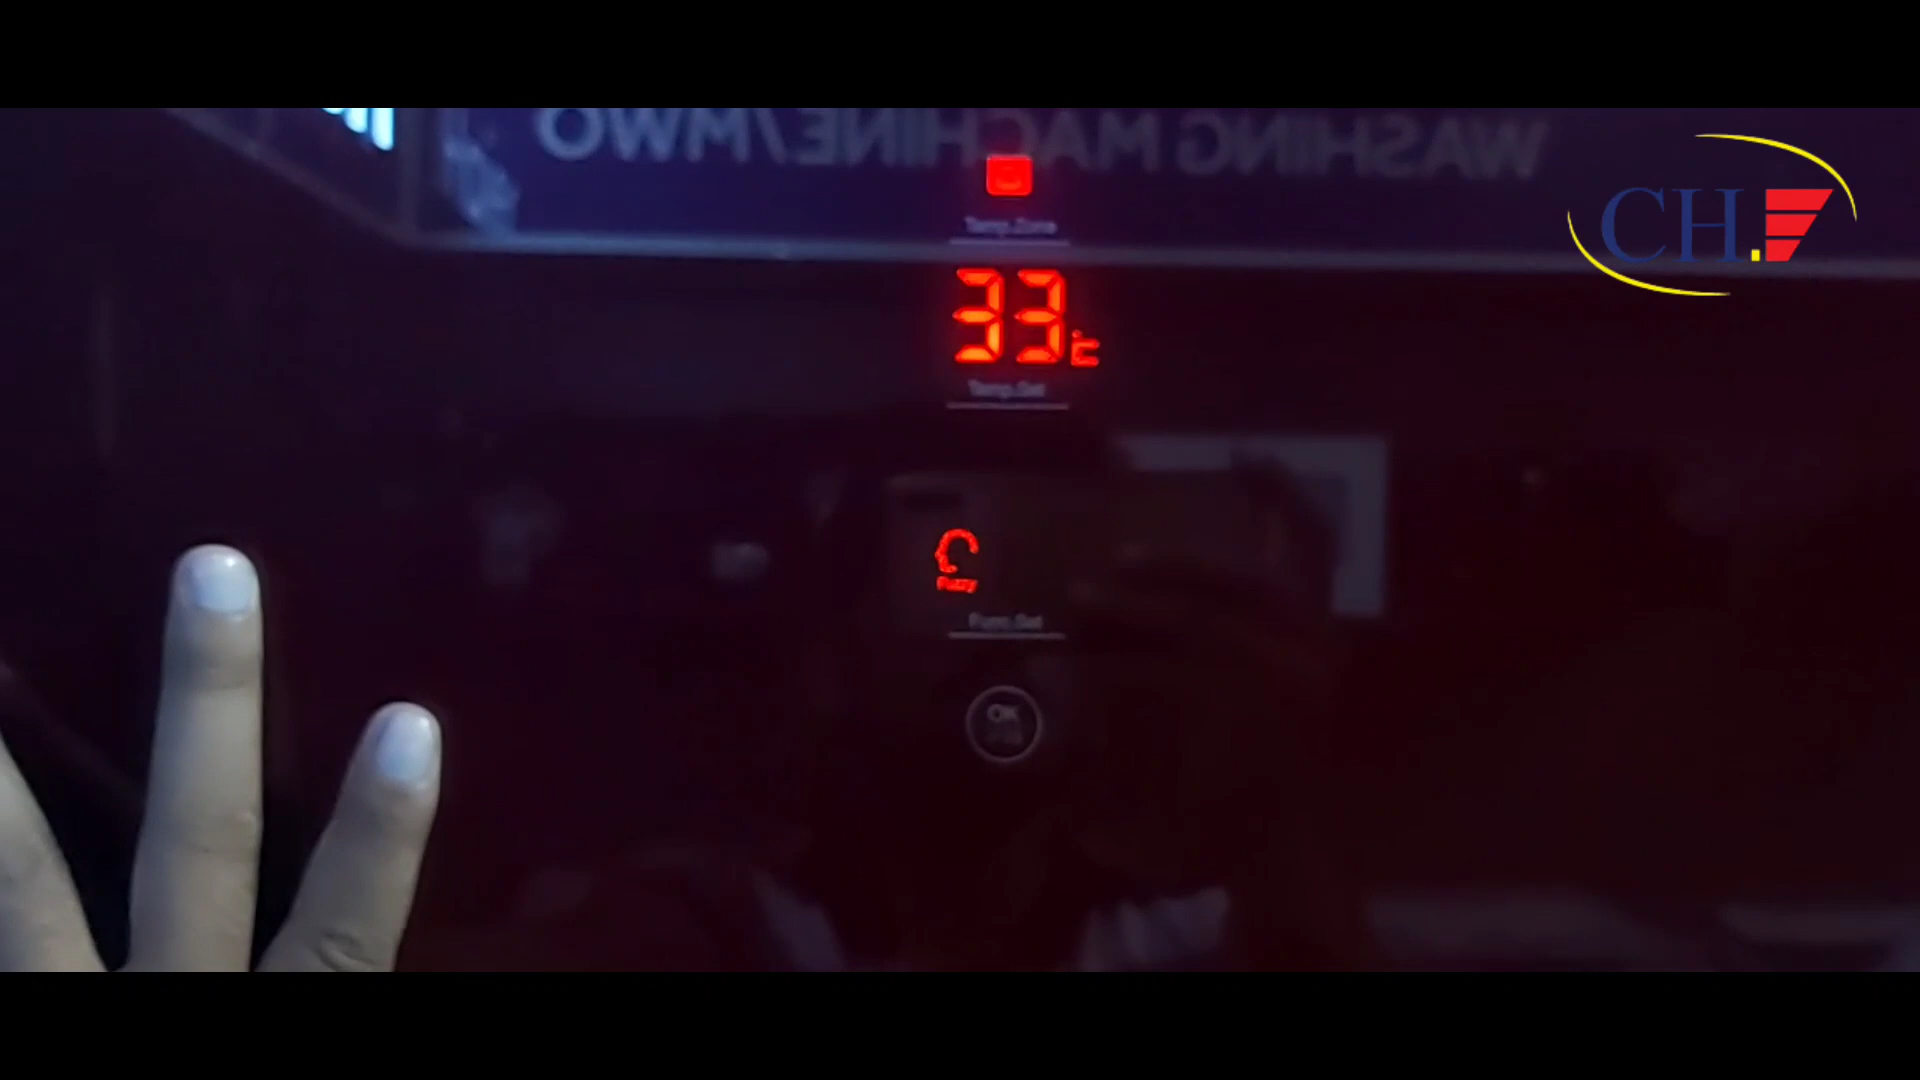 WASHING MACHINE/MWO
CH.
Temp.Zone
33°C
Temp.Set
Fuzzy
Func.Set
OK